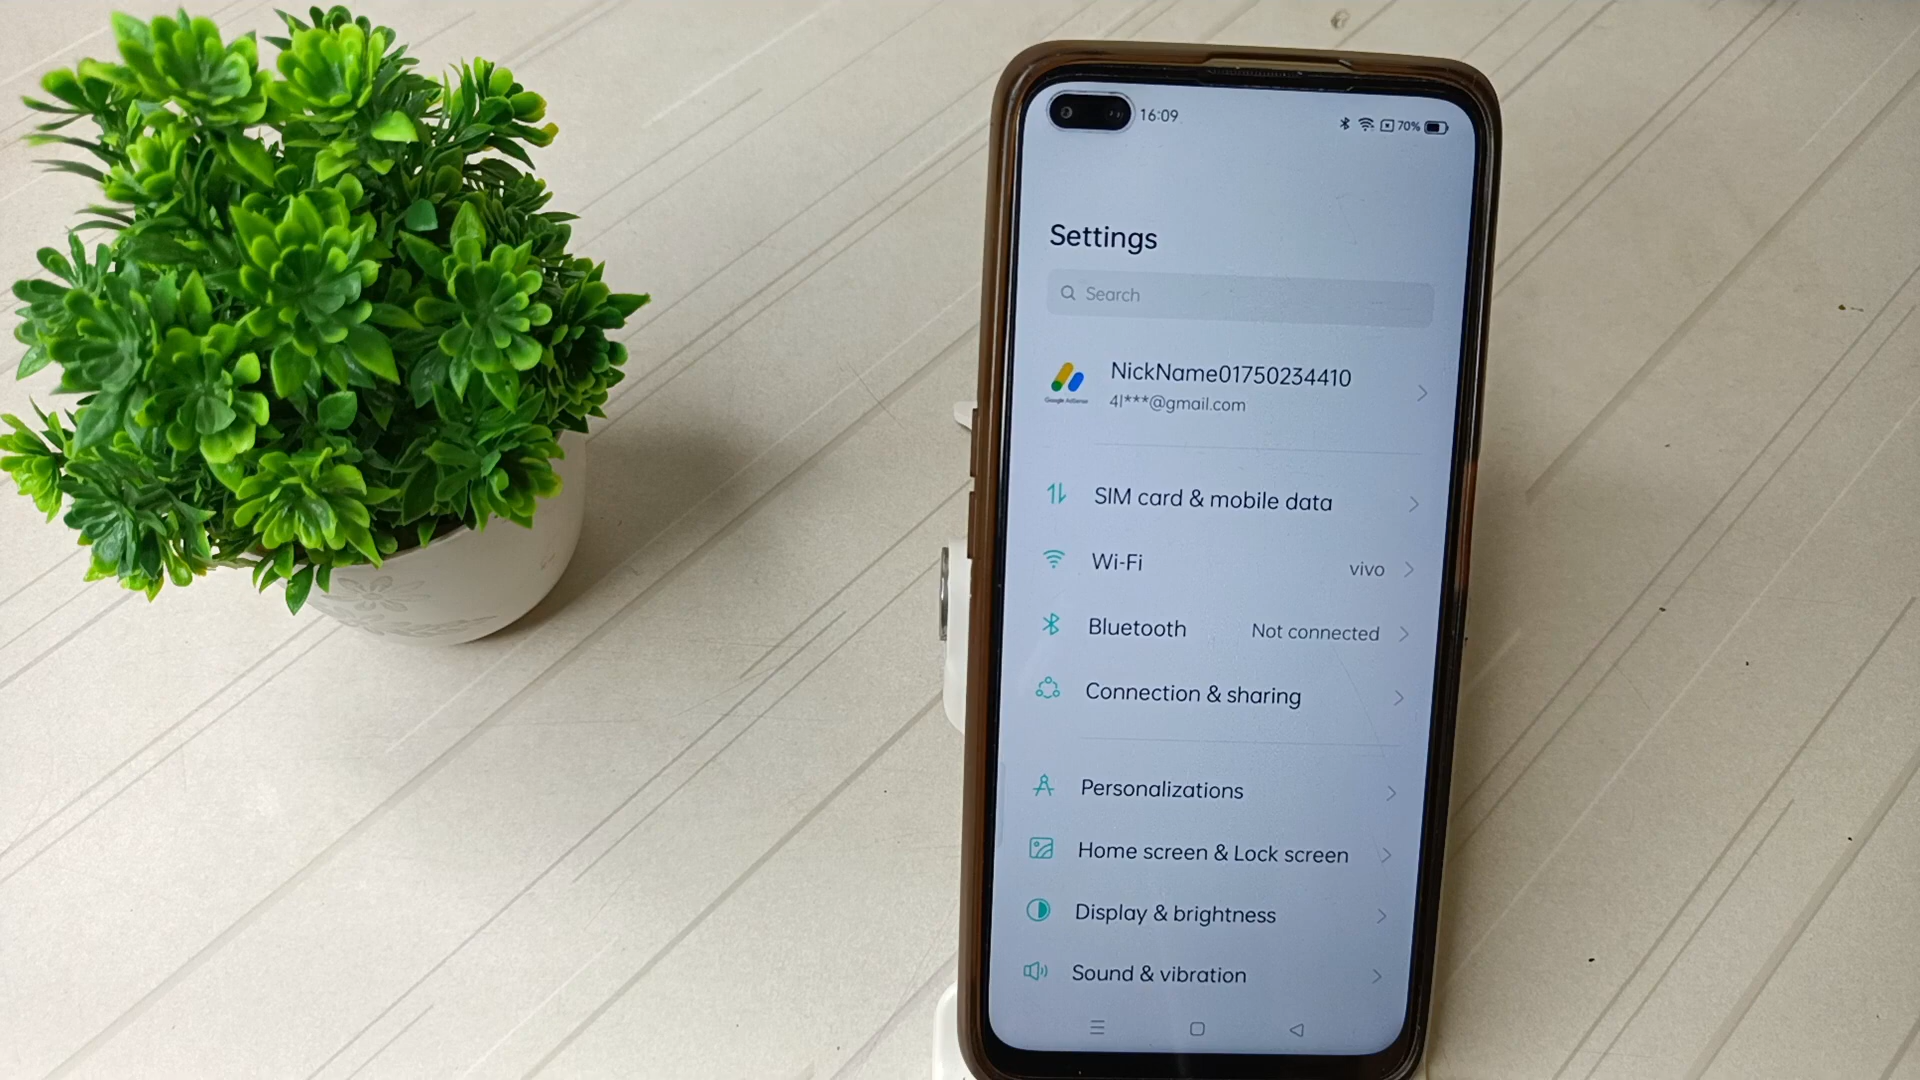 16:09
70%
Settings
Search
NickName01750234410
Google AdSense
4l***@gmail.com
SIM card & mobile data
Wi-Fi
vivo
Bluetooth
Not connected
Connection & sharing
Personalizations
Home screen & Lock screen
Display & brightness
Sound & vibration